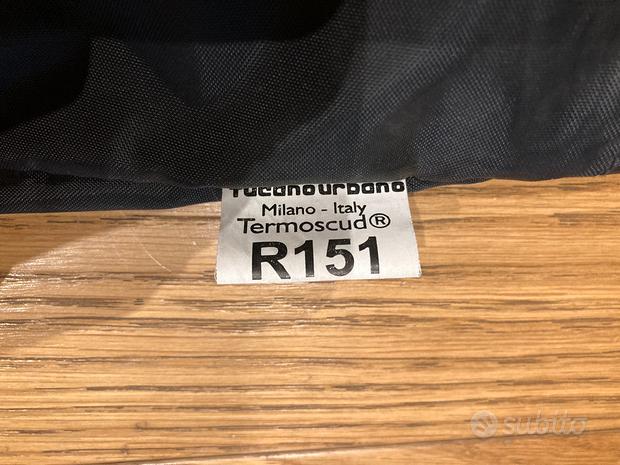 Tucanourbano
Milano - Italy
Termoscud®
R151
subito